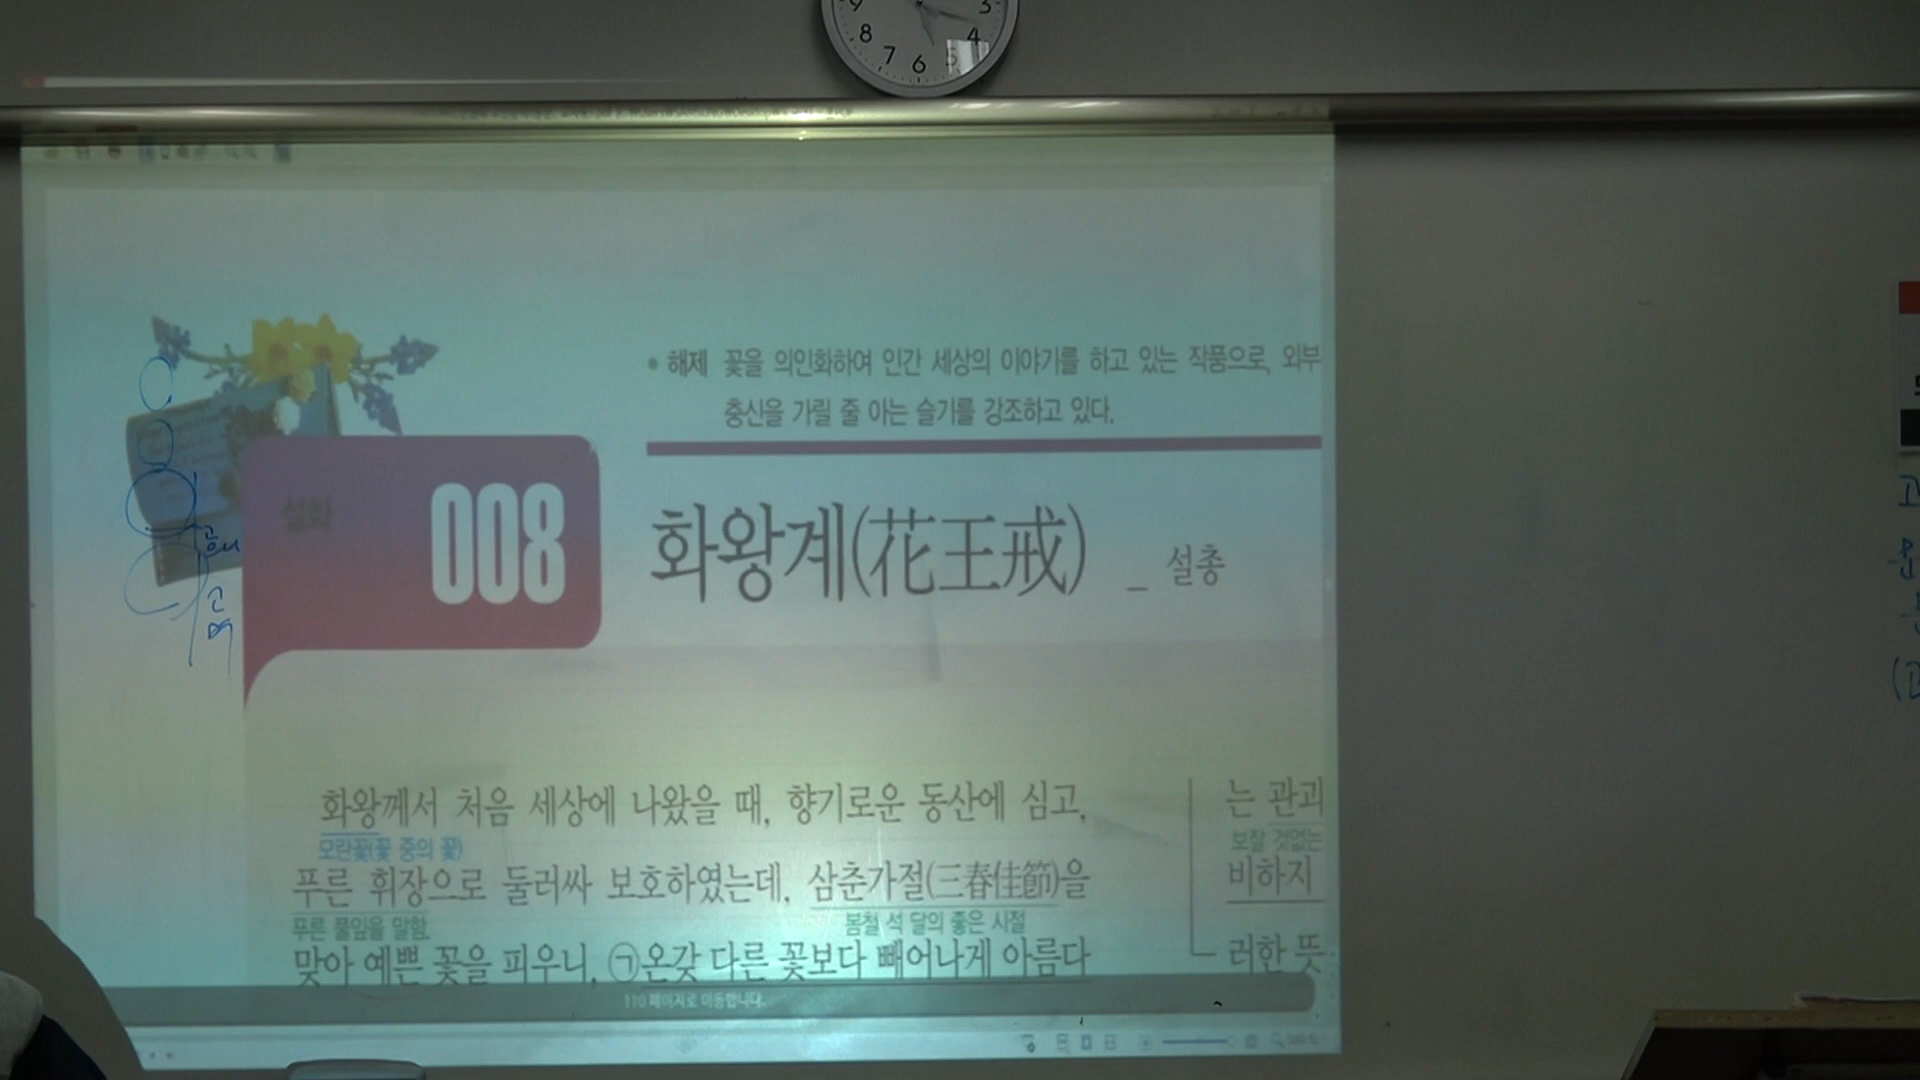 9 3
8 4
7 6 5
• 해제 꽃을 의인화하여 인간 세상의 이야기를 하고 있는 작품으로, 외부
충신을 가릴 줄 아는 슬기를 강조하고 있다.
설화 008
화왕계(花王戒) _ 설총
화왕께서 처음 세상에 나왔을 때, 향기로운 동산에 심고,
모란꽃(꽃 중의 꽃)
푸른 휘장으로 둘러싸 보호하였는데, 삼춘가절(三春佳節)을
푸른 풀잎을 말함. 봄철 석 달의 좋은 시절
맞아 예쁜 꽃을 피우니, ㉠온갖 다른 꽃보다 빼어나게 아름다
는 관괴
보잘 것없는
비하지
러한 뜻
110 페이지로 이동합니다.